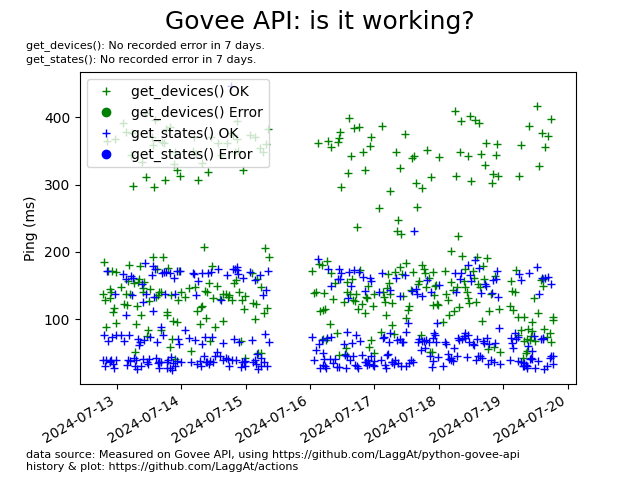 Govee API: is it working?
get_devices(): No recorded error in 7 days.
get_states(): No recorded error in 7 days.
get_devices() OK
get_devices() Error
get_states() OK
get_states() Error
Ping (ms)
400
300
200
100
2024-07-13
2024-07-14
2024-07-15
2024-07-16
2024-07-17
2024-07-18
2024-07-19
2024-07-20
data source: Measured on Govee API, using https://github.com/LaggAt/python-govee-api
history & plot: https://github.com/LaggAt/actions